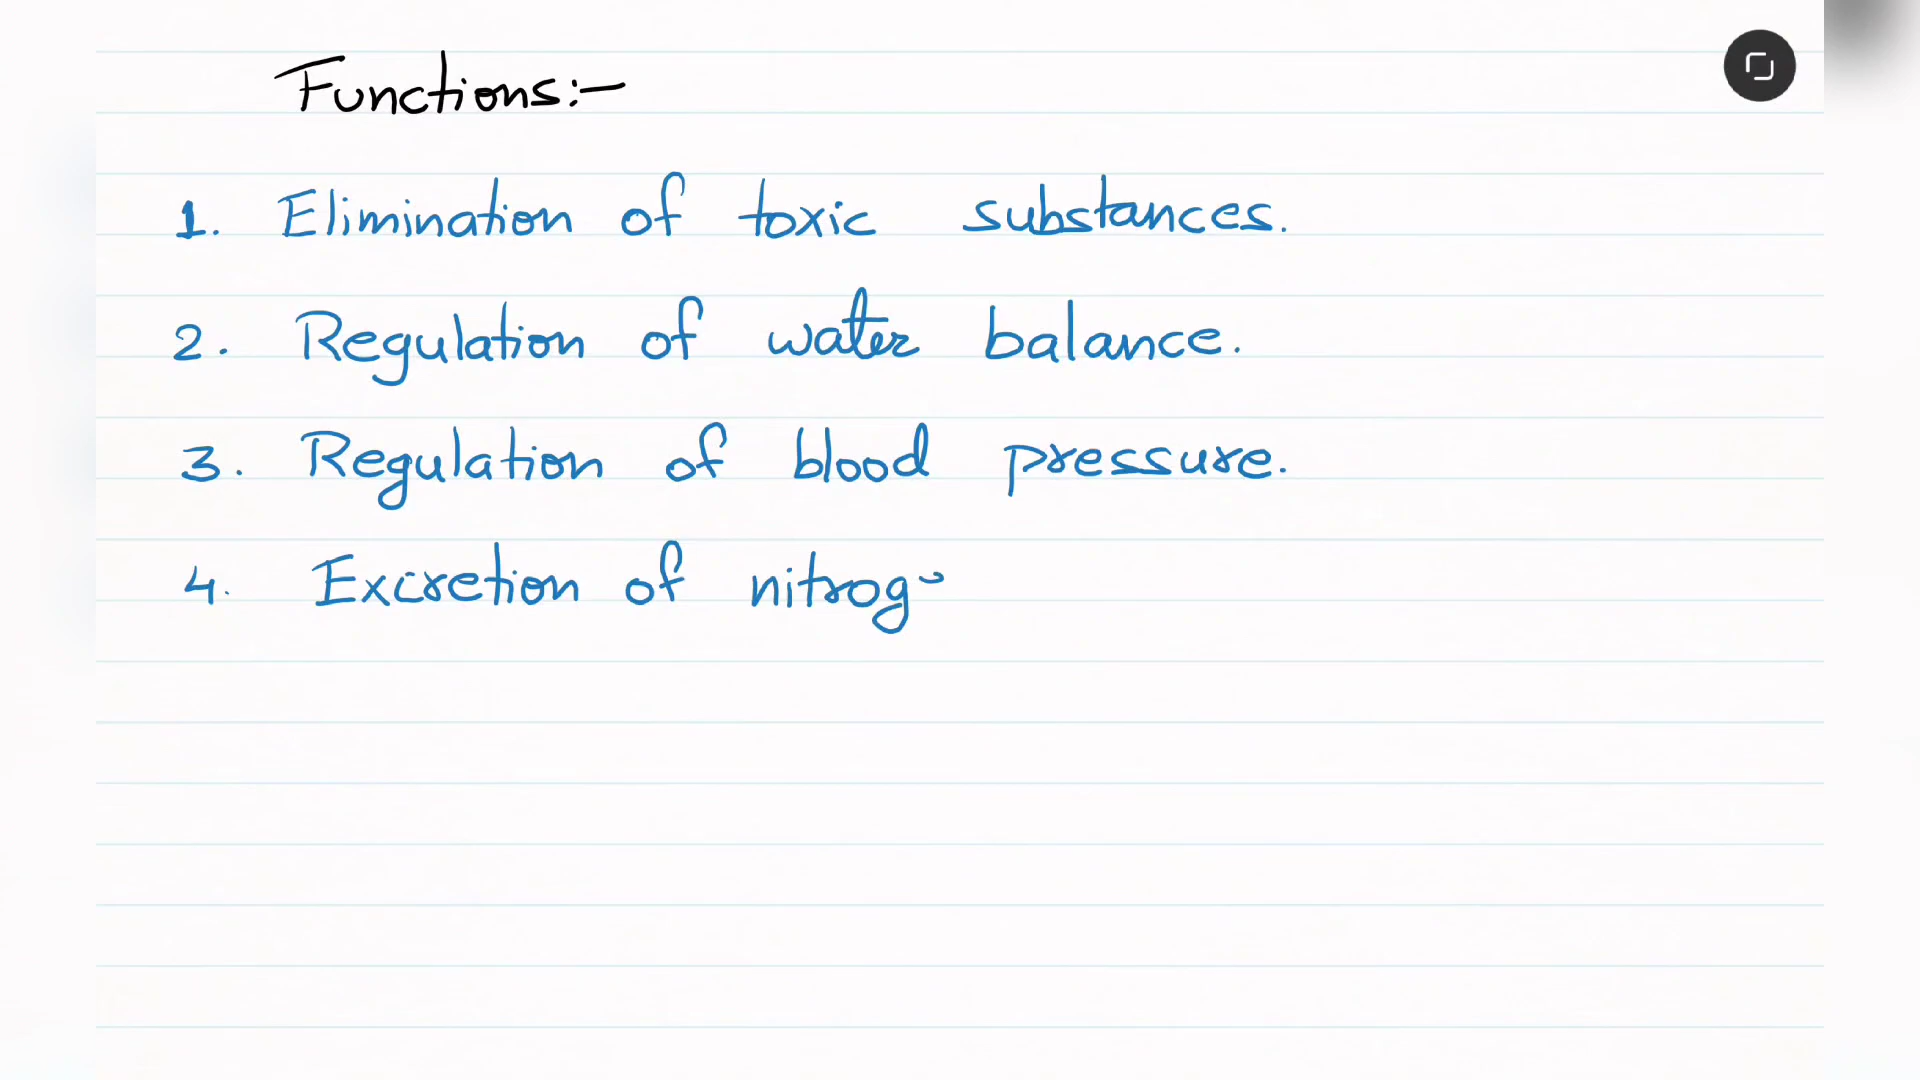 Functions:-
1. Elimination of toxic substances.
2. Regulation of water balance.
3. Regulation of blood pressure.
4. Excretion of nitrog